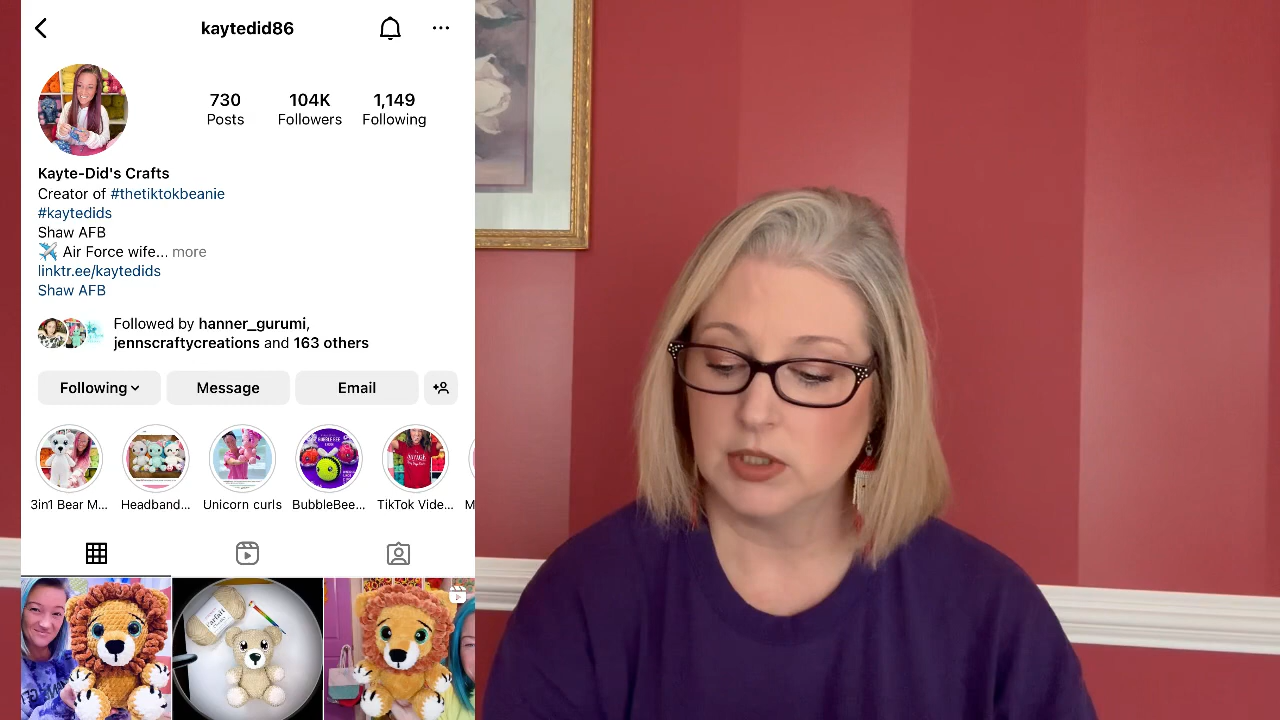 kaytedid86
730
104K
1,149
Posts
Followers
Following
Kayte-Did's Crafts
Creator of #thetiktokbeanie
#kaytedids
Shaw AFB
✈️ Air Force wife... more
linktr.ee/kaytedids
Shaw AFB
Followed by hanner_gurumi,
jennscraftycreations and 163 others
Following
Message
Email
3in1 Bear M...
Headband...
Unicorn curls
BubbleBee...
TikTok Vide...
M